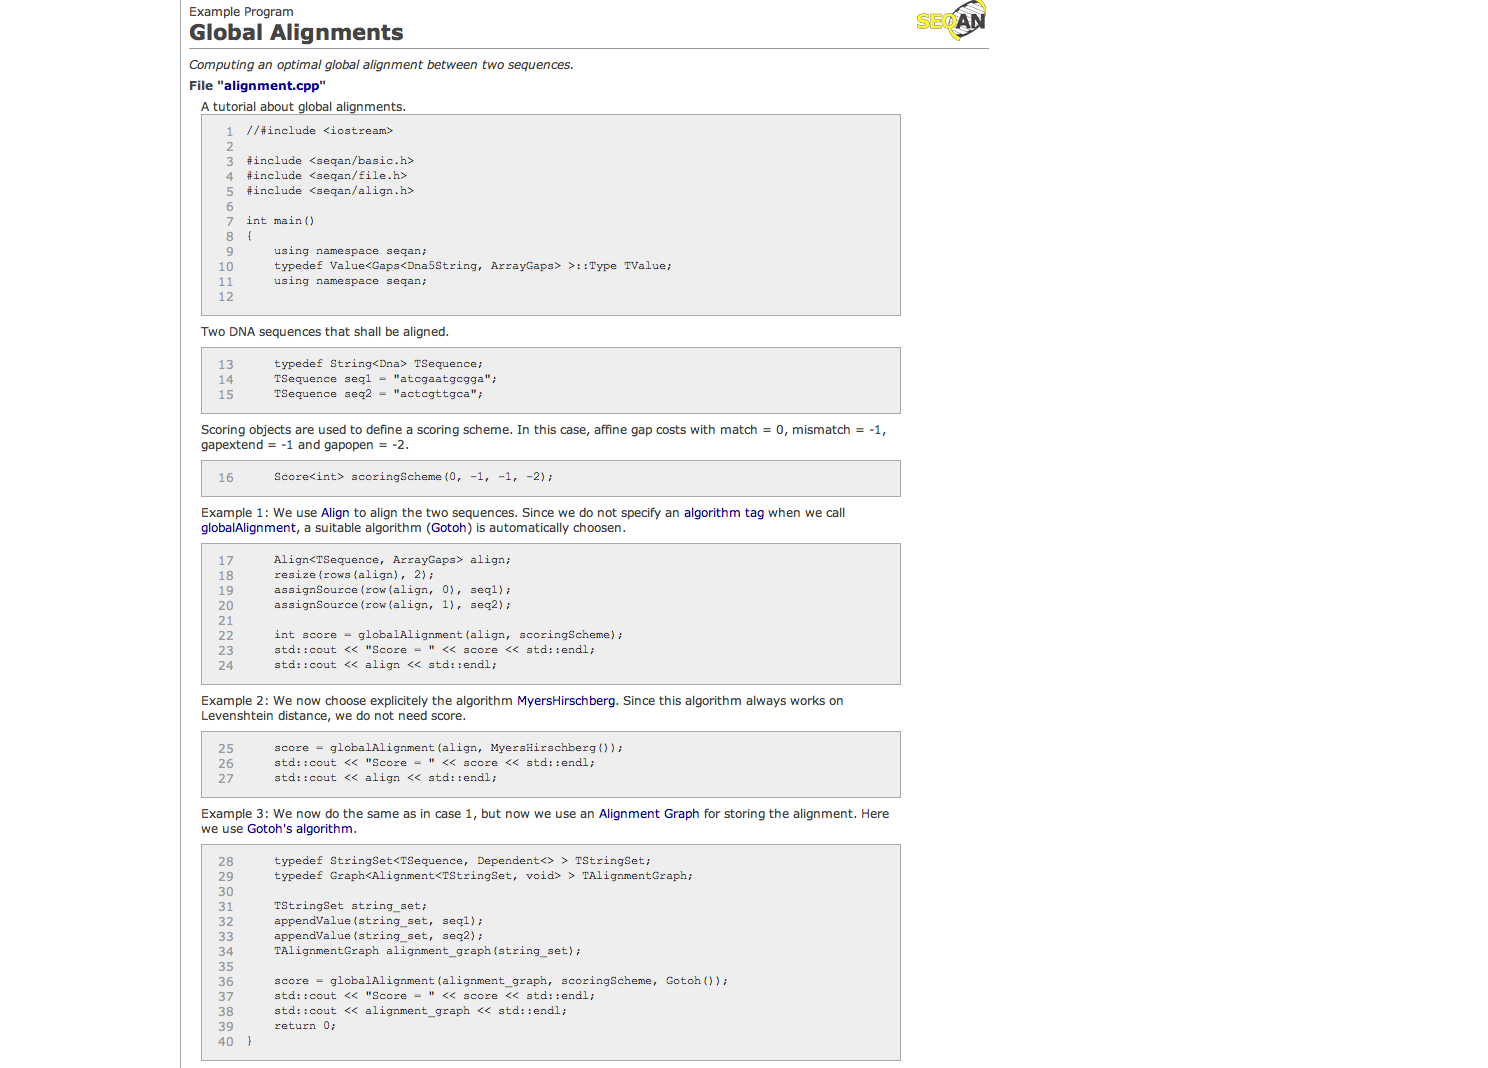 Example Program
Global Alignments
SEQAN
Computing an optimal global alignment between two sequences.
File "alignment.cpp"
A tutorial about global alignments.
1 //#include <iostream>
2
3 #include <seqan/basic.h>
4 #include <seqan/file.h>
5 #include <seqan/align.h>
6
7 int main()
8 {
9     using namespace seqan;
10     typedef Value<Gaps<Dna5String, ArrayGaps> >::Type TValue;
11     using namespace seqan;
12
Two DNA sequences that shall be aligned.
13     typedef String<Dna> TSequence;
14     TSequence seq1 = "atcgaatgcgga";
15     TSequence seq2 = "actcgttgca";
Scoring objects are used to define a scoring scheme. In this case, affine gap costs with match = 0, mismatch = -1,
gapextend = -1 and gapopen = -2.
16     Score<int> scoringScheme(0, -1, -1, -2);
Example 1: We use Align to align the two sequences. Since we do not specify an algorithm tag when we call
globalAlignment, a suitable algorithm (Gotoh) is automatically choosen.
17     Align<TSequence, ArrayGaps> align;
18     resize(rows(align), 2);
19     assignSource(row(align, 0), seq1);
20     assignSource(row(align, 1), seq2);
21
22     int score = globalAlignment(align, scoringScheme);
23     std::cout << "Score = " << score << std::endl;
24     std::cout << align << std::endl;
Example 2: We now choose explicitely the algorithm MyersHirschberg. Since this algorithm always works on
Levenshtein distance, we do not need score.
25     score = globalAlignment(align, MyersHirschberg());
26     std::cout << "Score = " << score << std::endl;
27     std::cout << align << std::endl;
Example 3: We now do the same as in case 1, but now we use an Alignment Graph for storing the alignment. Here
we use Gotoh's algorithm.
28     typedef StringSet<TSequence, Dependent<> > TStringSet;
29     typedef Graph<Alignment<TStringSet, void> > TAlignmentGraph;
30
31     TStringSet string_set;
32     appendValue(string_set, seq1);
33     appendValue(string_set, seq2);
34     TAlignmentGraph alignment_graph(string_set);
35
36     score = globalAlignment(alignment_graph, scoringScheme, Gotoh());
37     std::cout << "Score = " << score << std::endl;
38     std::cout << alignment_graph << std::endl;
39     return 0;
40 }